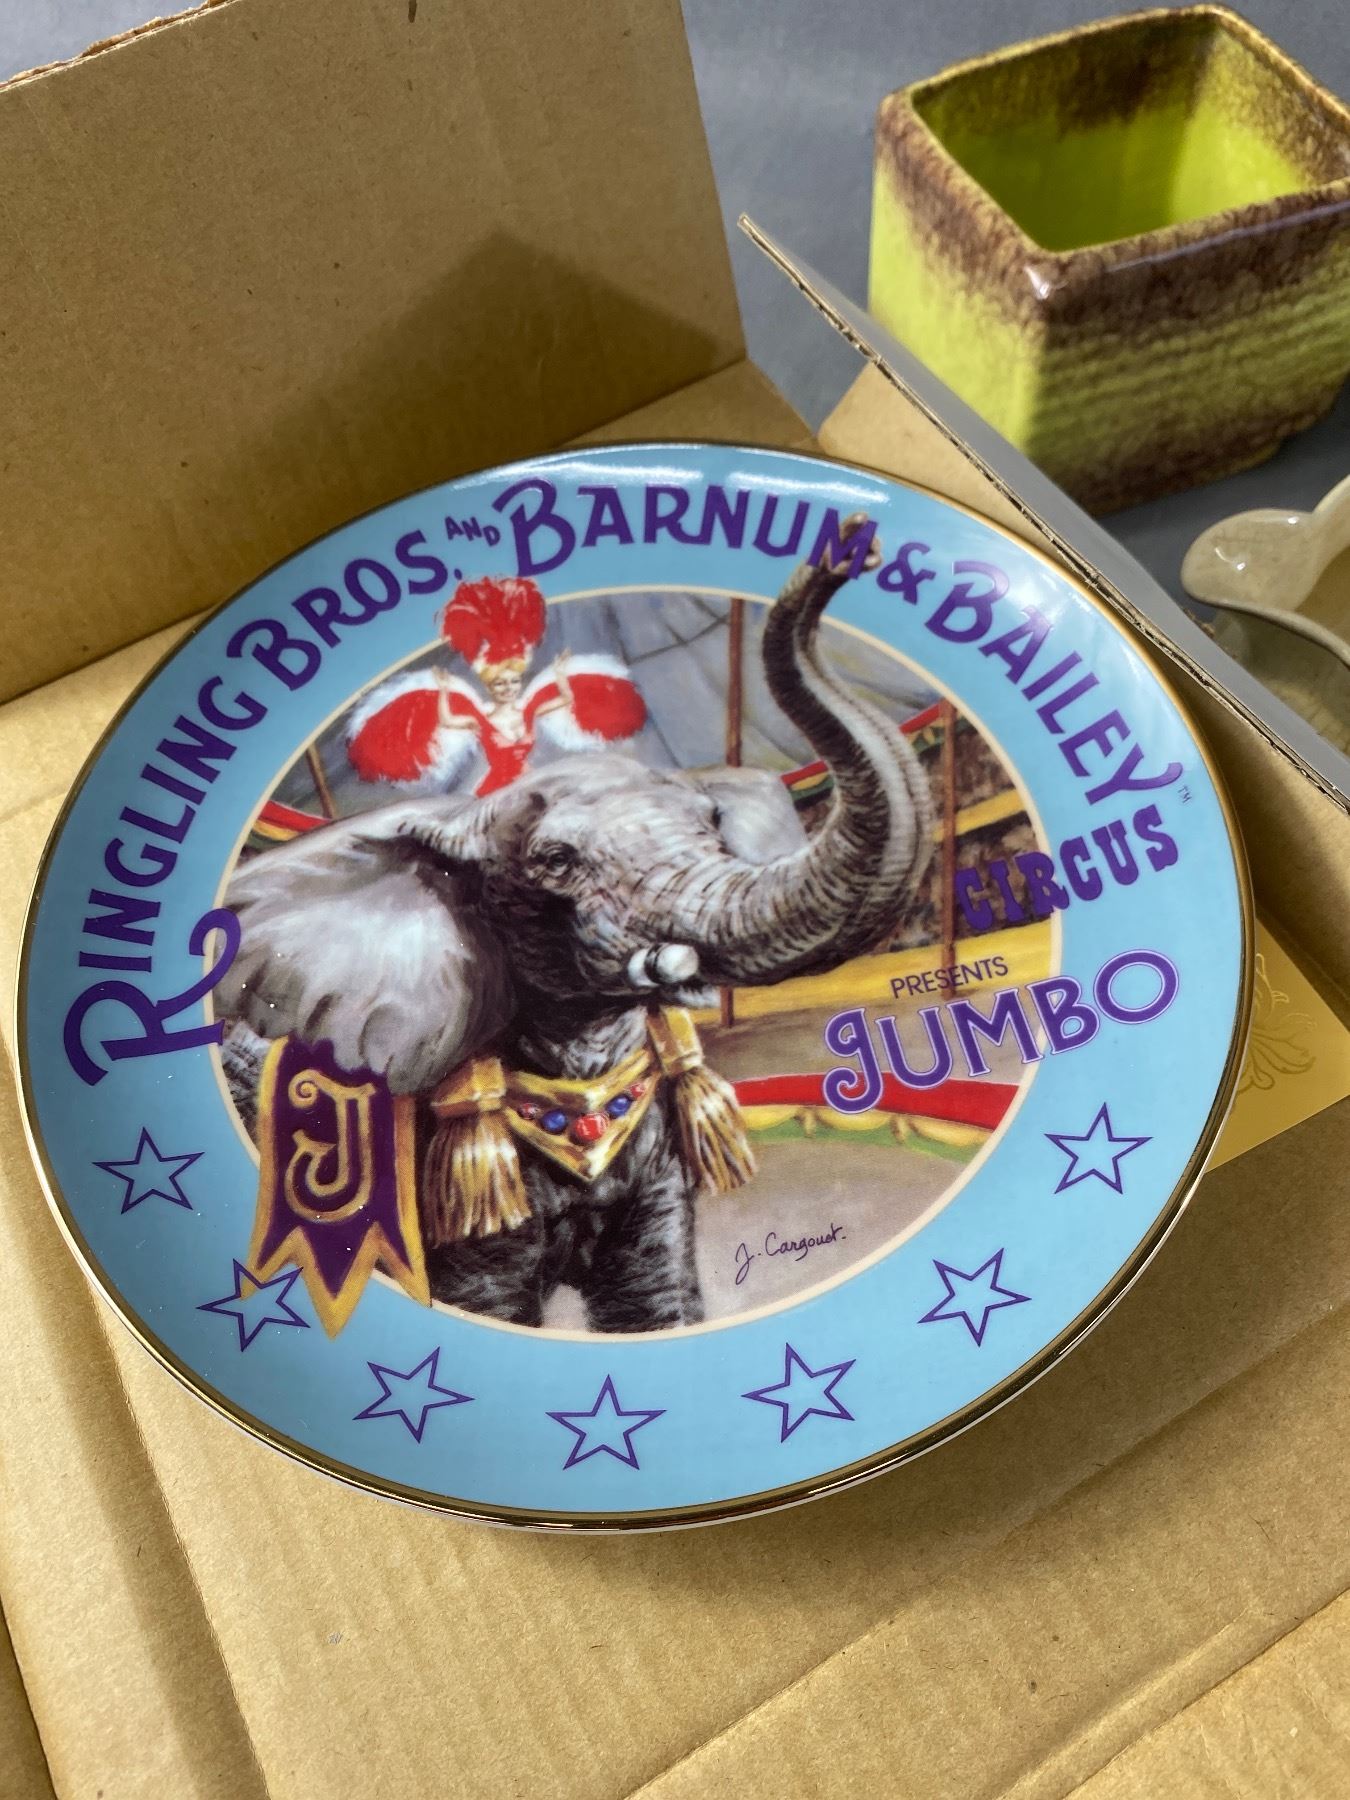 RINGLING BROS. AND BARNUM & BAILEY™
CIRCUS
PRESENTS
JUMBO
J
J. Cargouet.